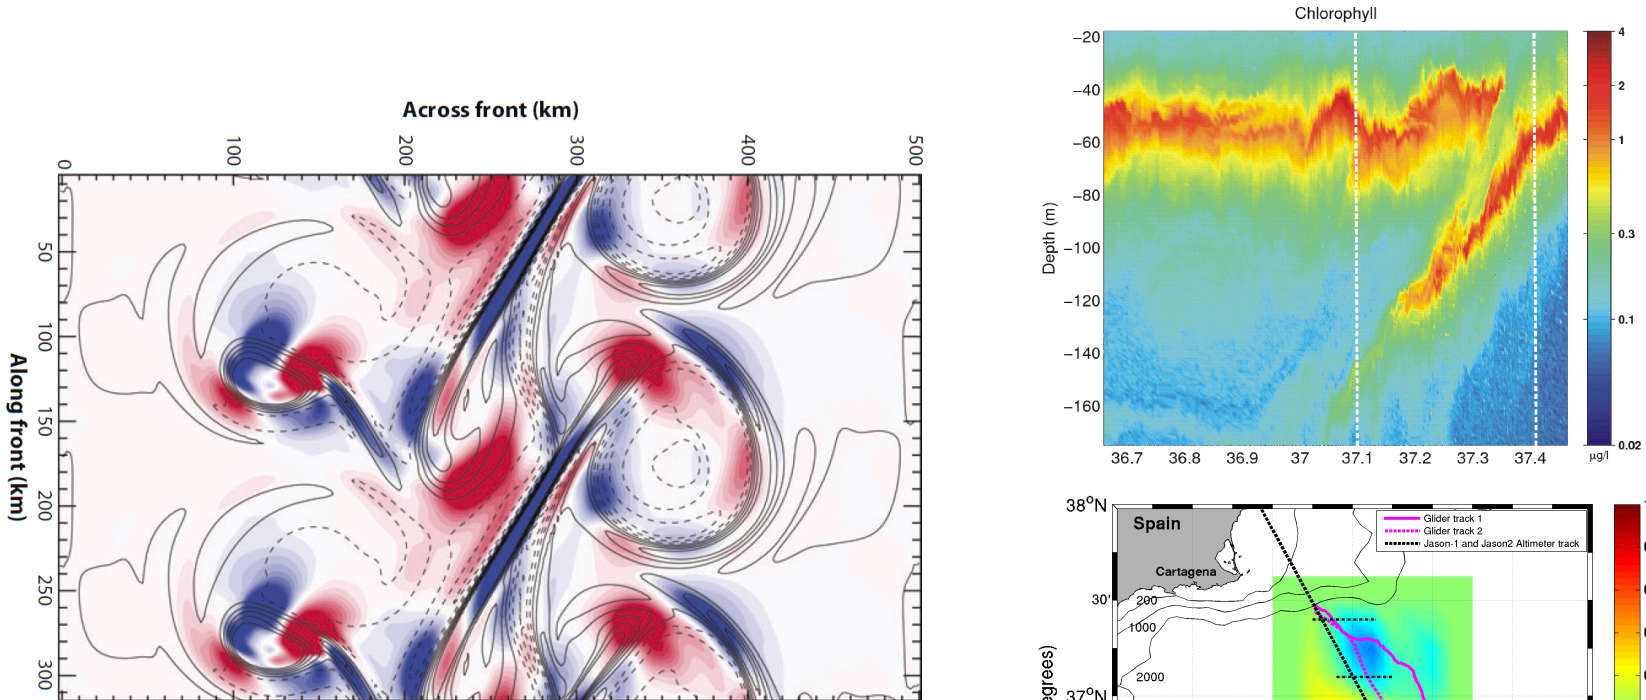 Across front (km)
0
100
200
300
400
500
Along front (km)
50
100
150
200
250
300
Chlorophyll
Depth (m)
−20
−40
−60
−80
−100
−120
−140
−160
36.7 36.8 36.9 37 37.1 37.2 37.3 37.4
4
2
1
0.3
0.1
0.02
µg/l
38°N
30'
37°N
egrees)
Spain
Cartagena
200
1000
2000
Glider track 1
Glider track 2
Jason-1 and Jason2 Altimeter track